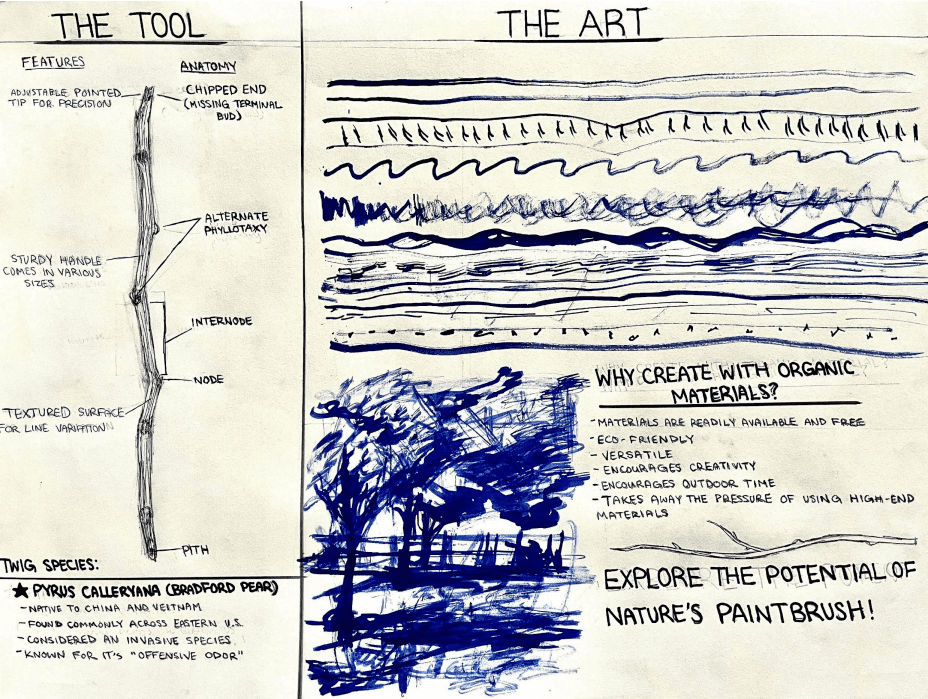 THE TOOL
FEATURES
ANATOMY
ADJUSTABLE POINTED
TIP FOR PRECISION
CHIPPED END
(MISSING TERMINAL
BUD)
ALTERNATE
PHYLLOTAXY
STURDY HANDLE
COMES IN VARIOUS
SIZES
INTERNODE
NODE
TEXTURED SURFACE
FOR LINE VARIATION
PITH
TWIG SPECIES:
★ PYRUS CALLERYANA (BRADFORD PEAR)
-NATIVE TO CHINA AND VEITNAM
-FOUND COMMONLY ACROSS EASTERN U.S.
-CONSIDERED AN INVASIVE SPECIES
-KNOWN FOR IT'S "OFFENSIVE ODOR"
THE ART
WHY CREATE WITH ORGANIC
MATERIALS?
-MATERIALS ARE READILY AVAILABLE AND FREE
-ECO-FRIENDLY
-VERSATILE
-ENCOURAGES CREATIVITY
-ENCOURAGES OUTDOOR TIME
-TAKES AWAY THE PRESSURE OF USING HIGH-END
MATERIALS
EXPLORE THE POTENTIAL OF
NATURE'S PAINTBRUSH!